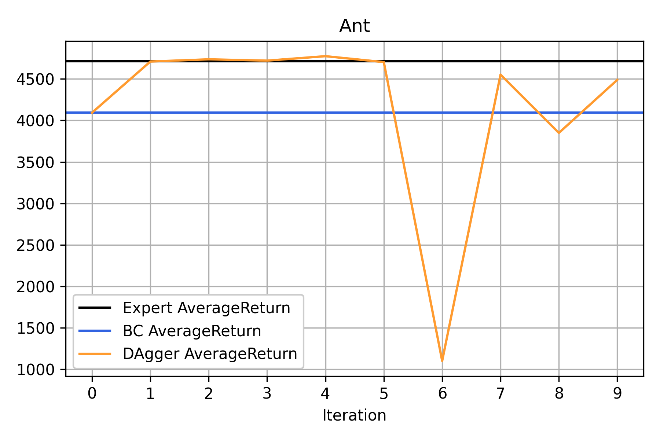 Ant
4500
4000
3500
3000
2500
2000
1500
1000
Expert AverageReturn
BC AverageReturn
DAgger AverageReturn
0 1 2 3 4 5 6 7 8 9
Iteration